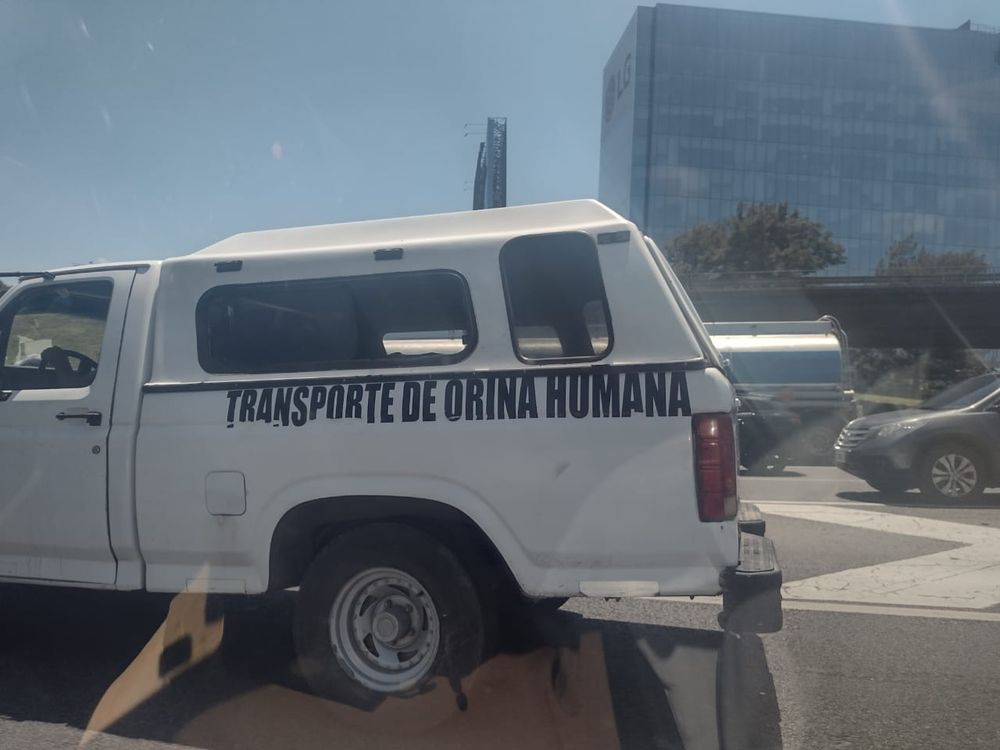 LG
TRANSPORTE DE ORINA HUMANA